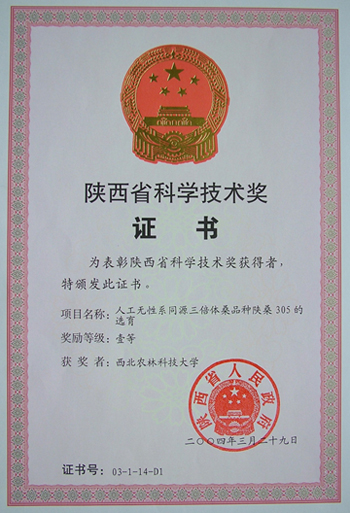 陕西省科学技术奖
证书
为表彰陕西省科学技术奖获得者，
特颁发此证书。
项目名称：人工无性系同源三倍体桑品种陕桑305的
选育
奖励等级：壹等
获奖者：西北农林科技大学
陕西省人民政府
二〇〇四年三月二十九日
证书号：03-1-14-D1